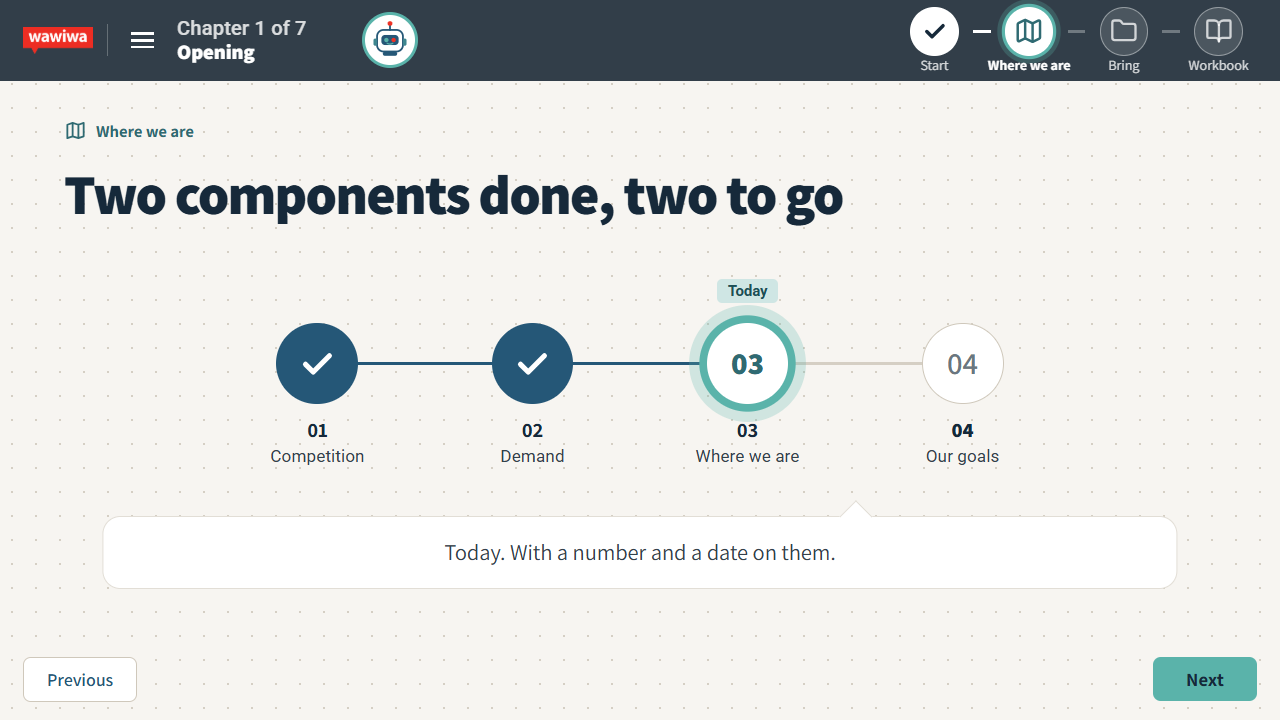 wawiwa
Chapter 1 of 7
Opening
Start
Where we are
Bring
Workbook
Where we are
Two components done, two to go
Today
03
04
01
Competition
02
Demand
03
Where we are
04
Our goals
Today. With a number and a date on them.
Previous
Next